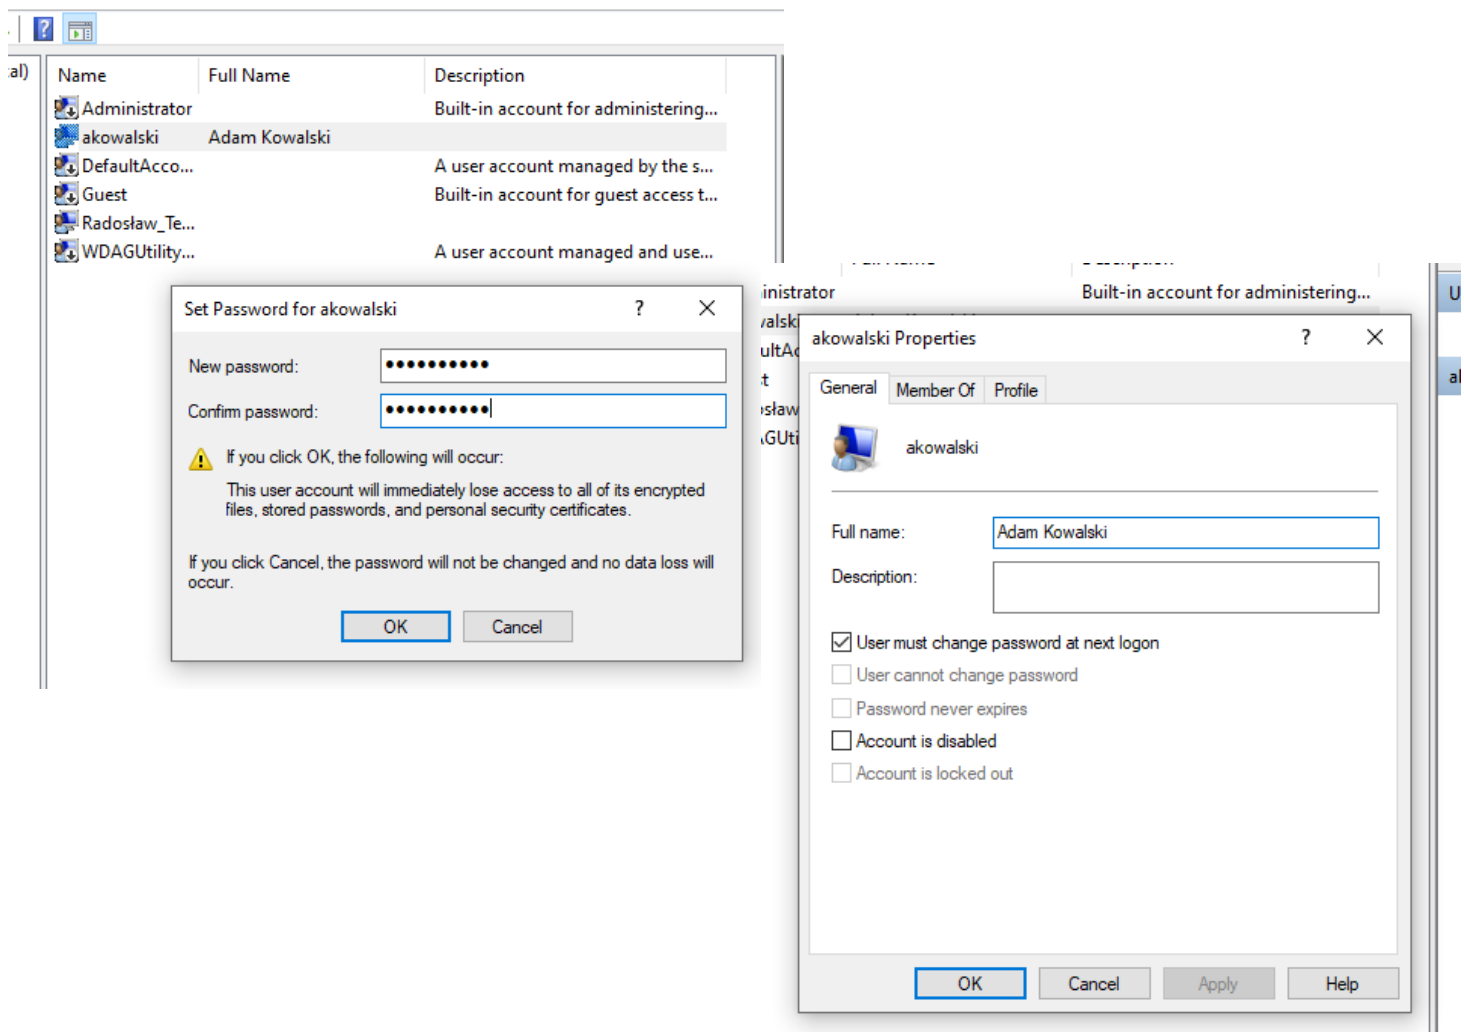 al)
Name Full Name Description
Administrator Built-in account for administering...
akowalski Adam Kowalski
DefaultAcco... A user account managed by the s...
Guest Built-in account for guest access t...
Radosław_Te...
WDAGUtility... A user account managed and use...
Set Password for akowalski ? ×
New password: ●●●●●●●●●●
Confirm password: ●●●●●●●●●●
If you click OK, the following will occur:
This user account will immediately lose access to all of its encrypted
files, stored passwords, and personal security certificates.
If you click Cancel, the password will not be changed and no data loss will
occur.
OK Cancel
inistrator Built-in account for administering...
akowalski Properties ? ×
General Member Of Profile
akowalski
Full name: Adam Kowalski
Description:
User must change password at next logon
User cannot change password
Password never expires
Account is disabled
Account is locked out
OK Cancel Apply Help